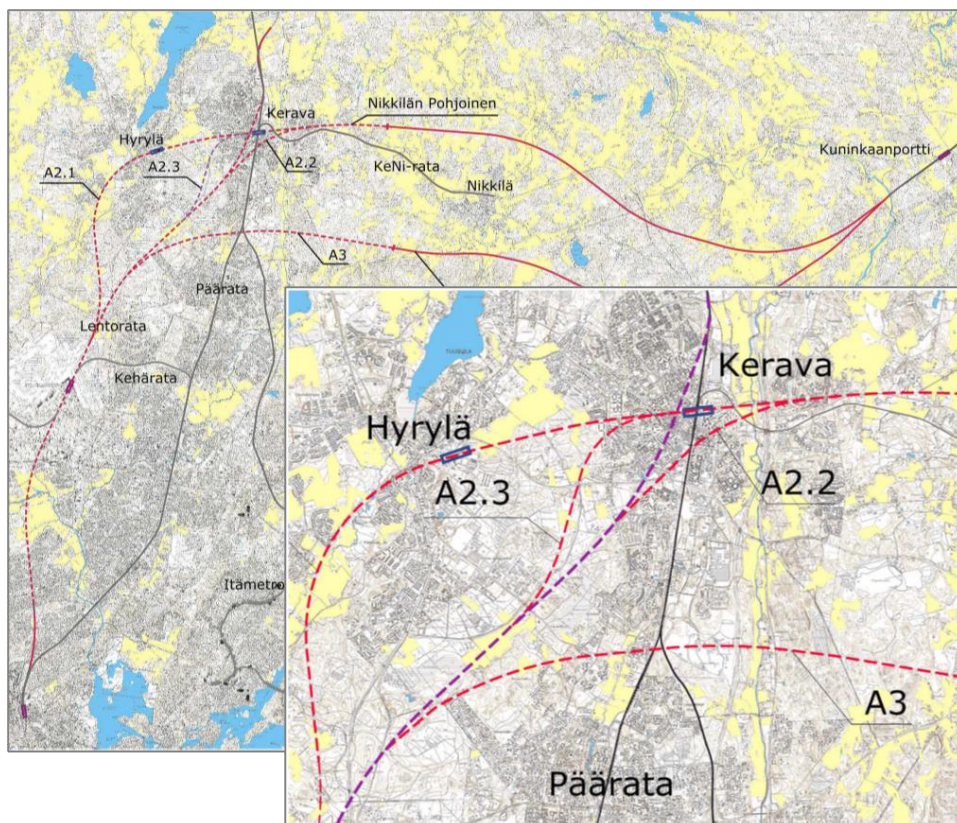 Nikkilän Pohjoinen
Kerava
Hyrylä
Kuninkaanportti
A2.1
A2.3
A2.2
KeNi-rata
Nikkilä
A3
Päärata
Lentorata
Kehärata
Itämetro
Kerava
Hyrylä
A2.3
A2.2
A3
Päärata